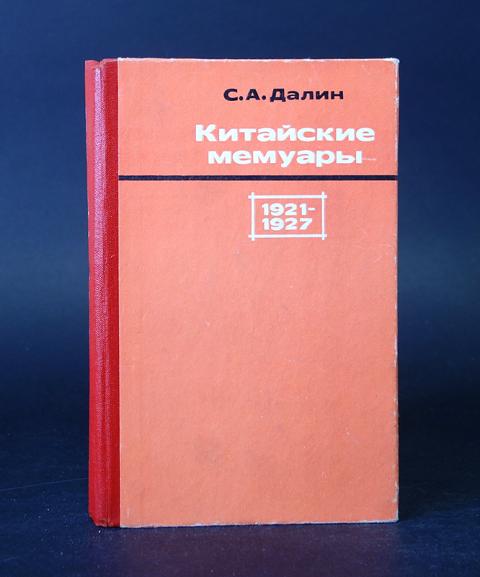 С.А.Далин
Китайские
мемуары
1921-
1927